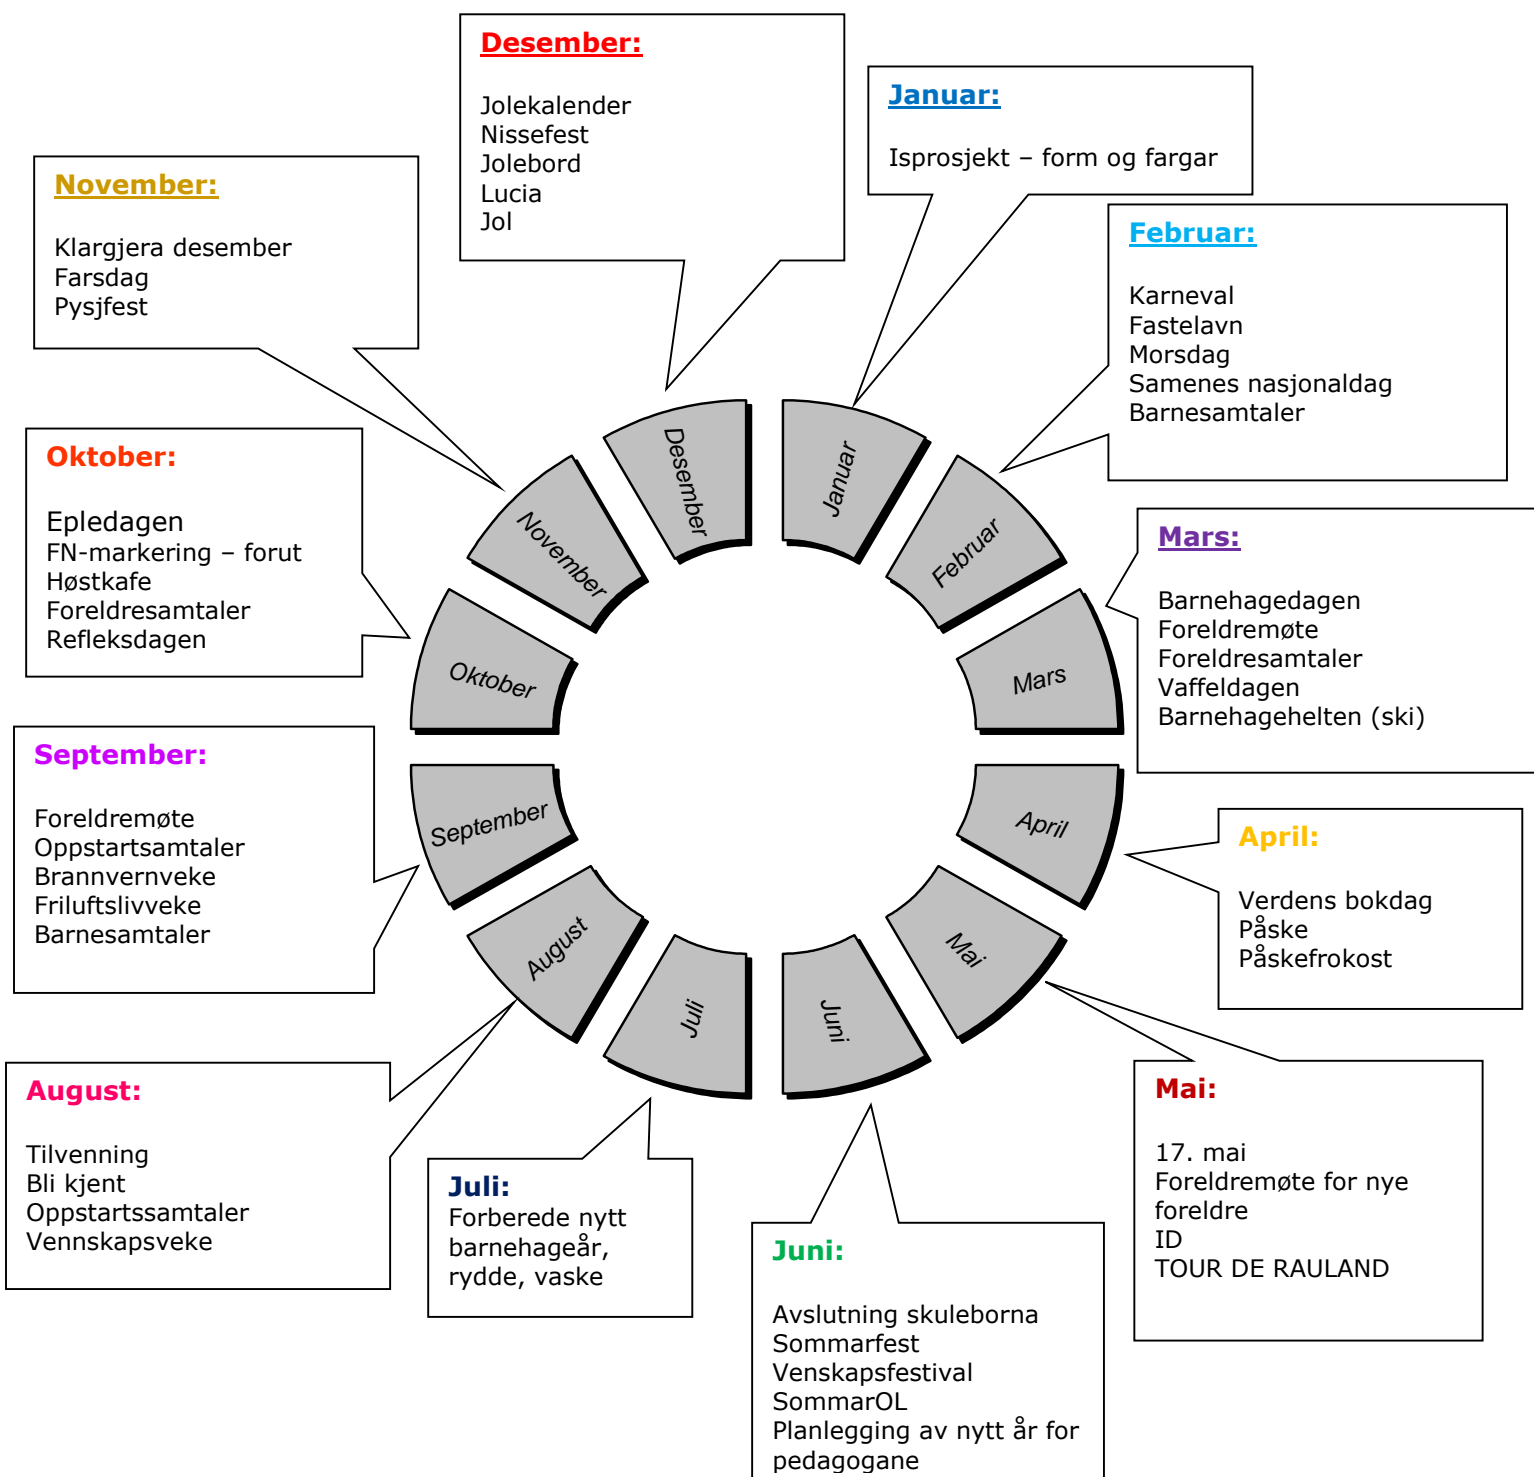 Desember:
Jolekalender
Nissefest
Jolebord
Lucia
Jol
Januar:
Isprosjekt – form og fargar
November:
Klargjera desember
Farsdag
Pysjfest
Februar:
Karneval
Fastelavn
Morsdag
Samenes nasjonaldag
Barnesamtaler
Oktober:
Epledagen
FN-markering – forut
Høstkafe
Foreldresamtaler
Refleksdagen
Mars:
Barnehagedagen
Foreldremøte
Foreldresamtaler
Vaffeldagen
Barnehagehelten (ski)
September:
Foreldremøte
Oppstartsamtaler
Brannvernveke
Friluftslivveke
Barnesamtaler
April:
Verdens bokdag
Påske
Påskefrokost
August:
Tilvenning
Bli kjent
Oppstartssamtaler
Vennskapsveke
Juli:
Forberede nytt
barnehageår,
rydde, vaske
Juni:
Avslutning skuleborna
Sommarfest
Venskapsfestival
SommarOL
Planlegging av nytt år for
pedagogane
Mai:
17. mai
Foreldremøte for nye
foreldre
ID
TOUR DE RAULAND
Januar
Februar
Mars
April
Mai
Juni
Juli
August
September
Oktober
November
Desember